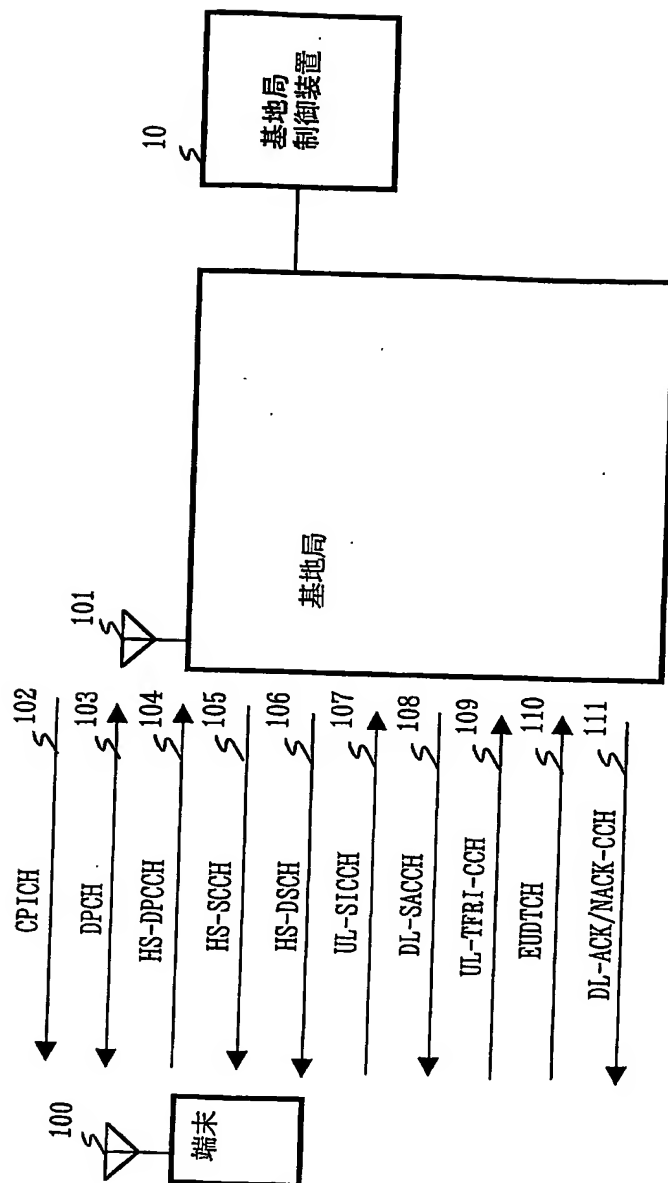 100
端末
CPICH
102
DPCH
103
HS-DPCCH
104
HS-SCCH
105
HS-DSCH
106
UL-SICCH
107
DL-SACCH
108
UL-TFRI-CCH
109
EUDTCH
110
DL-ACK/NACK-CCH
111
101
基地局
10
基地局
制御装置